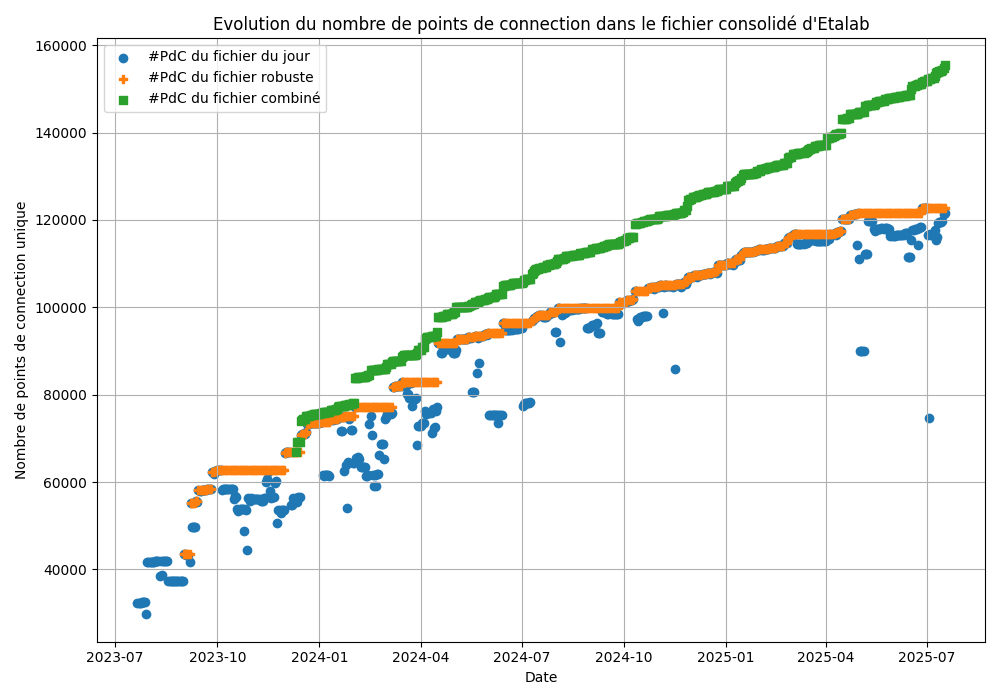 Evolution du nombre de points de connection dans le fichier consolidé d'Etalab
#PdC du fichier du jour
#PdC du fichier robuste
#PdC du fichier combiné
Nombre de points de connection unique
160000
140000
120000
100000
80000
60000
40000
2023-07 2023-10 2024-01 2024-04 2024-07 2024-10 2025-01 2025-04 2025-07
Date